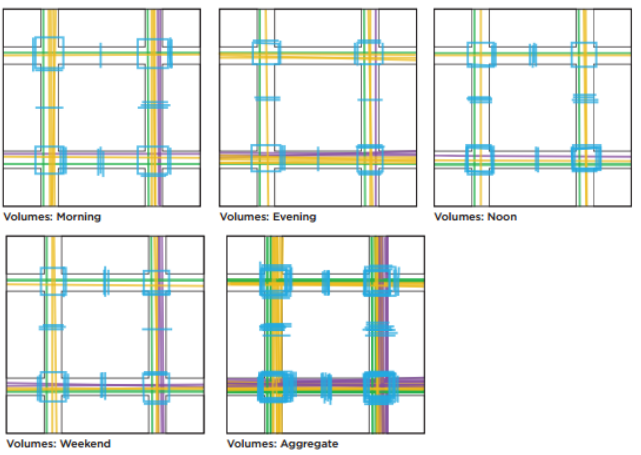 Volumes: Morning
Volumes: Evening
Volumes: Noon
Volumes: Weekend
Volumes: Aggregate